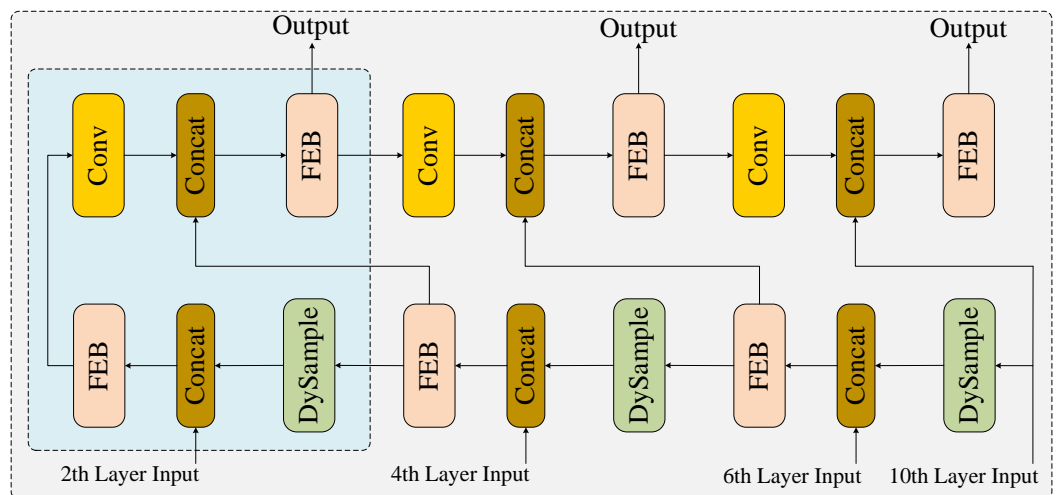 Output
Output
Output
Conv
Concat
FEB
Conv
Concat
FEB
Conv
Concat
FEB
FEB
Concat
DySample
FEB
Concat
DySample
FEB
Concat
DySample
2th Layer Input
4th Layer Input
6th Layer Input
10th Layer Input